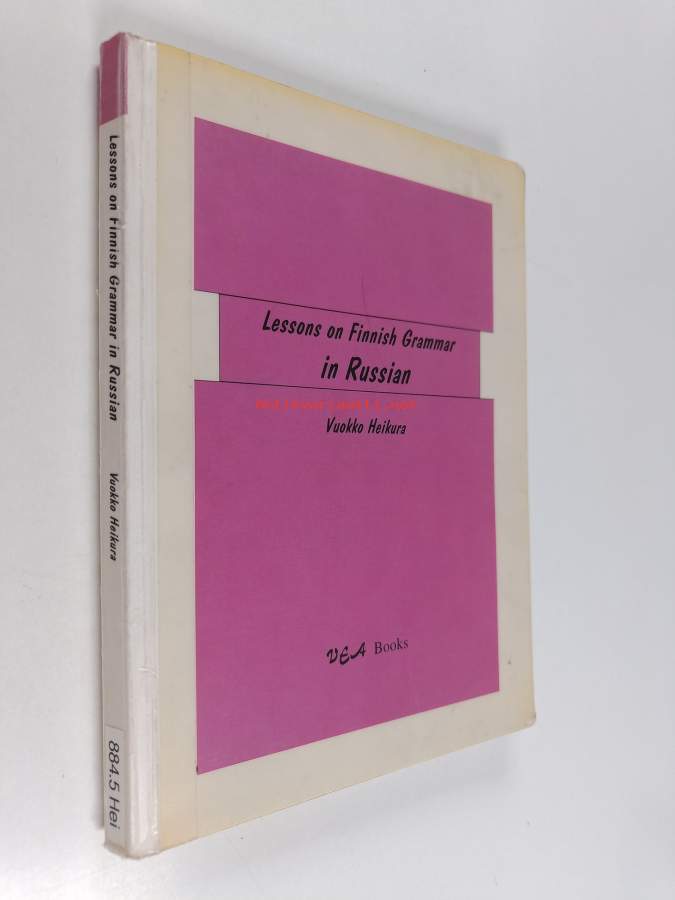 Lessons on Finnish Grammar in Russian
Vuokko Heikura
884.5 Hei
Lessons on Finnish Grammar
in Russian
Vuokko Heikura
VEA Books